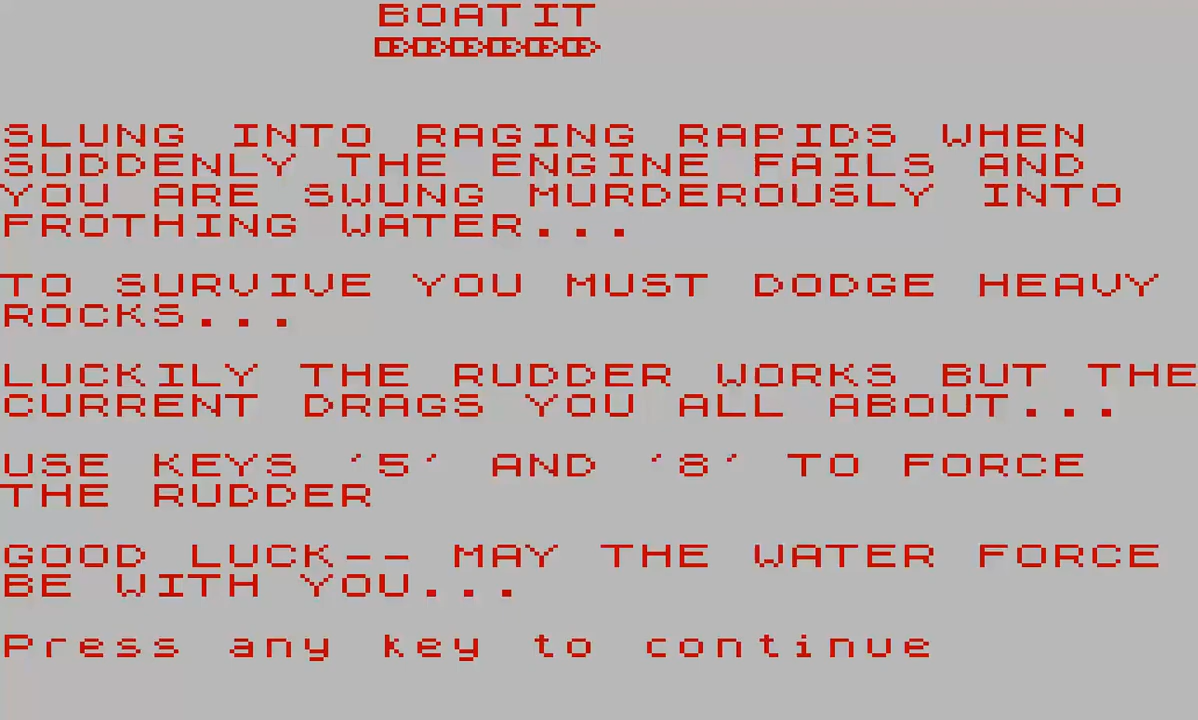 BOAT IT
SLUNG INTO RAGING RAPIDS WHEN
SUDDENLY THE ENGINE FAILS AND
YOU ARE SWUNG MURDEROUSLY INTO
FROTHING WATER...
TO SURVIVE YOU MUST DODGE HEAVY
ROCKS...
LUCKILY THE RUDDER WORKS BUT THE
CURRENT DRAGS YOU ALL ABOUT...
USE KEYS '5' AND '8' TO FORCE
THE RUDDER
GOOD LUCK-- MAY THE WATER FORCE
BE WITH YOU...
Press any key to continue